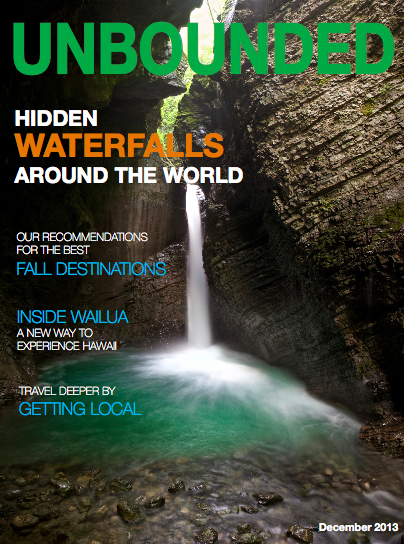 UNBOUNDED
HIDDEN
WATERFALLS
AROUND THE WORLD
OUR RECOMMENDATIONS
FOR THE BEST
FALL DESTINATIONS
INSIDE WAILUA
A NEW WAY TO
EXPERIENCE HAWAII
TRAVEL DEEPER BY
GETTING LOCAL
December 2013